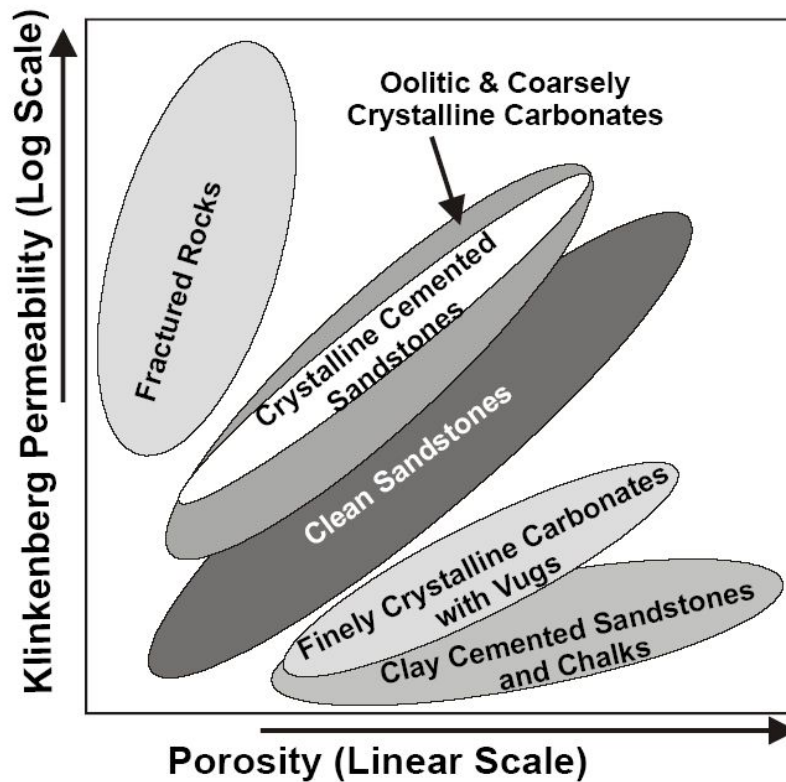 Klinkenberg Permeability (Log Scale)
Oolitic & Coarsely
Crystalline Carbonates
Fractured Rocks
Crystalline Cemented
Sandstones
Clean Sandstones
Finely Crystalline Carbonates
with Vugs
Clay Cemented Sandstones
and Chalks
Porosity (Linear Scale)